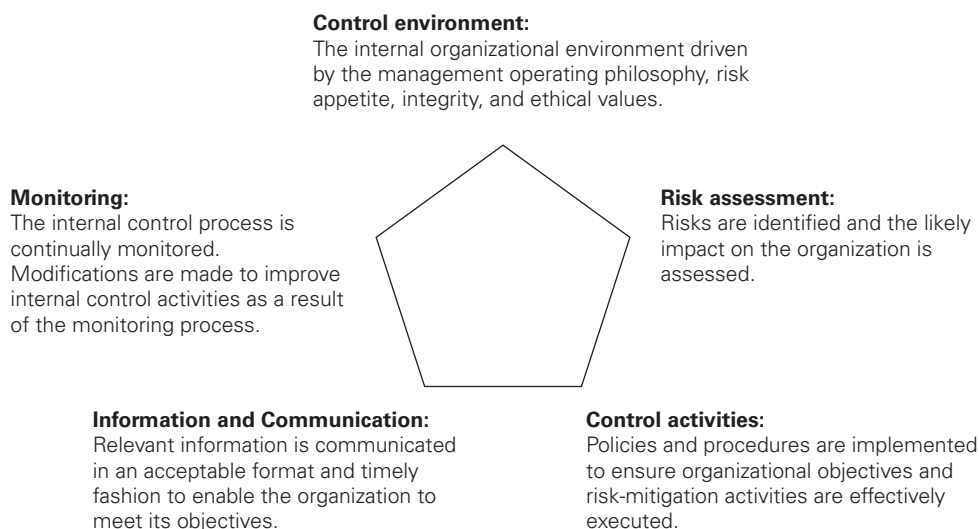 Control environment:
The internal organizational environment driven
by the management operating philosophy, risk
appetite, integrity, and ethical values.
Monitoring:
The internal control process is
continually monitored.
Modifications are made to improve
internal control activities as a result
of the monitoring process.
Risk assessment:
Risks are identified and the likely
impact on the organization is
assessed.
Information and Communication:
Relevant information is communicated
in an acceptable format and timely
fashion to enable the organization to
meet its objectives.
Control activities:
Policies and procedures are implemented
to ensure organizational objectives and
risk-mitigation activities are effectively
executed.